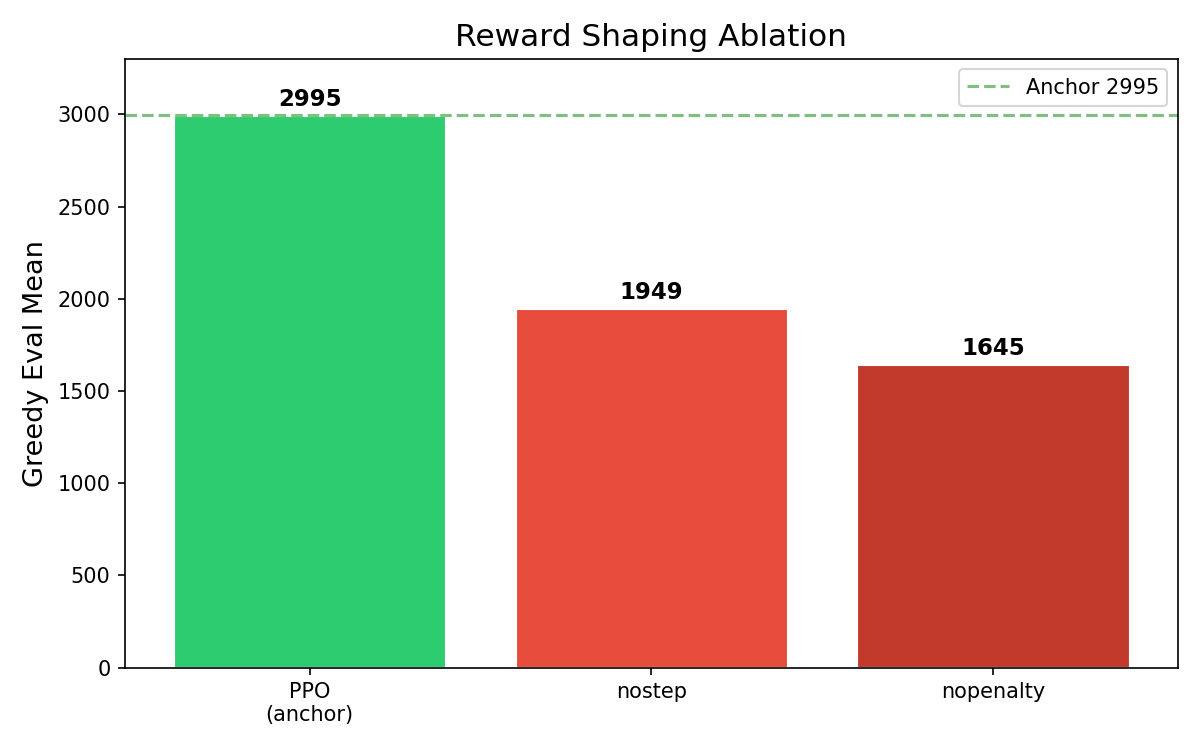 Reward Shaping Ablation
Anchor 2995
Greedy Eval Mean
3000
2500
2000
1500
1000
500
0
2995
1949
1645
PPO
(anchor)
nostep
nopenalty